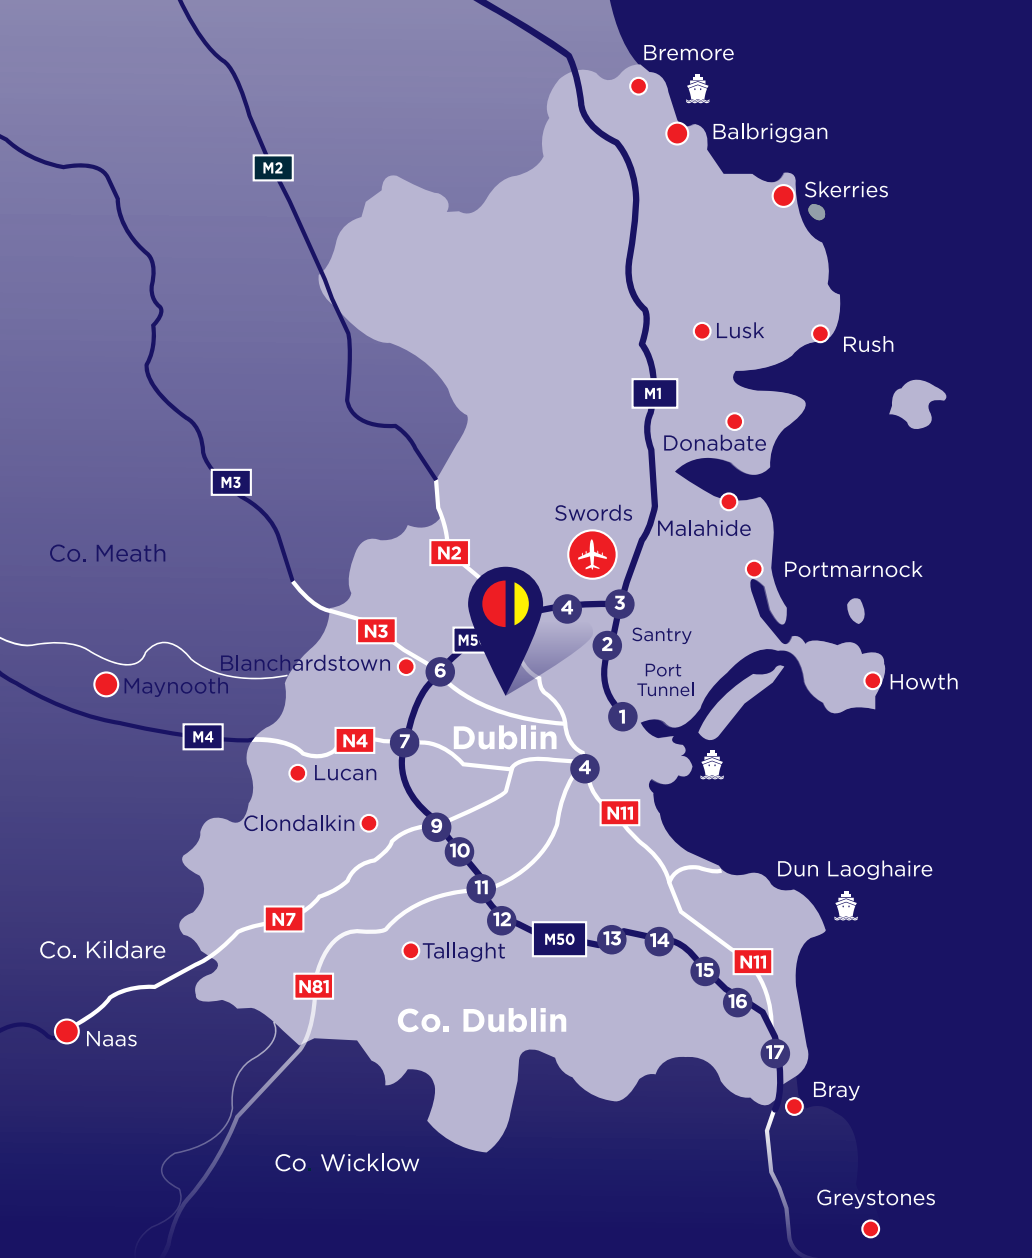 Bremore
Balbriggan
M2
Skerries
Lusk
Rush
M1
Donabate
M3
Swords
Malahide
Co. Meath
N2
Portmarnock
4
3
N3
M5
2
Santry
Blanchardstown
6
Port
Tunnel
Maynooth
Howth
1
M4
N4
7
Dublin
4
Lucan
N11
Clondalkin
9
10
Dun Laoghaire
11
N7
12
M50
13
14
Co. Kildare
Tallaght
15
N11
N81
16
Co. Dublin
Naas
17
Bray
Co Wicklow
Greystones